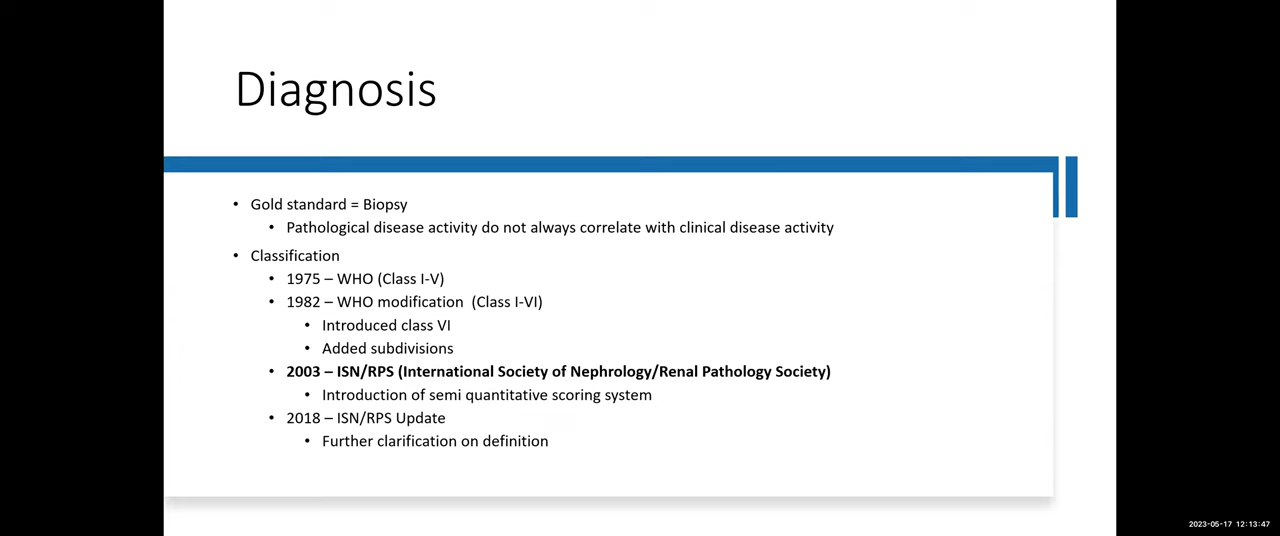 Diagnosis
• Gold standard = Biopsy
• Pathological disease activity do not always correlate with clinical disease activity
• Classification
• 1975 – WHO (Class I-V)
• 1982 – WHO modification  (Class I-VI)
• Introduced class VI
• Added subdivisions
• 2003 – ISN/RPS (International Society of Nephrology/Renal Pathology Society)
• Introduction of semi quantitative scoring system
• 2018 – ISN/RPS Update
• Further clarification on definition
2023-05-17 12:13:47